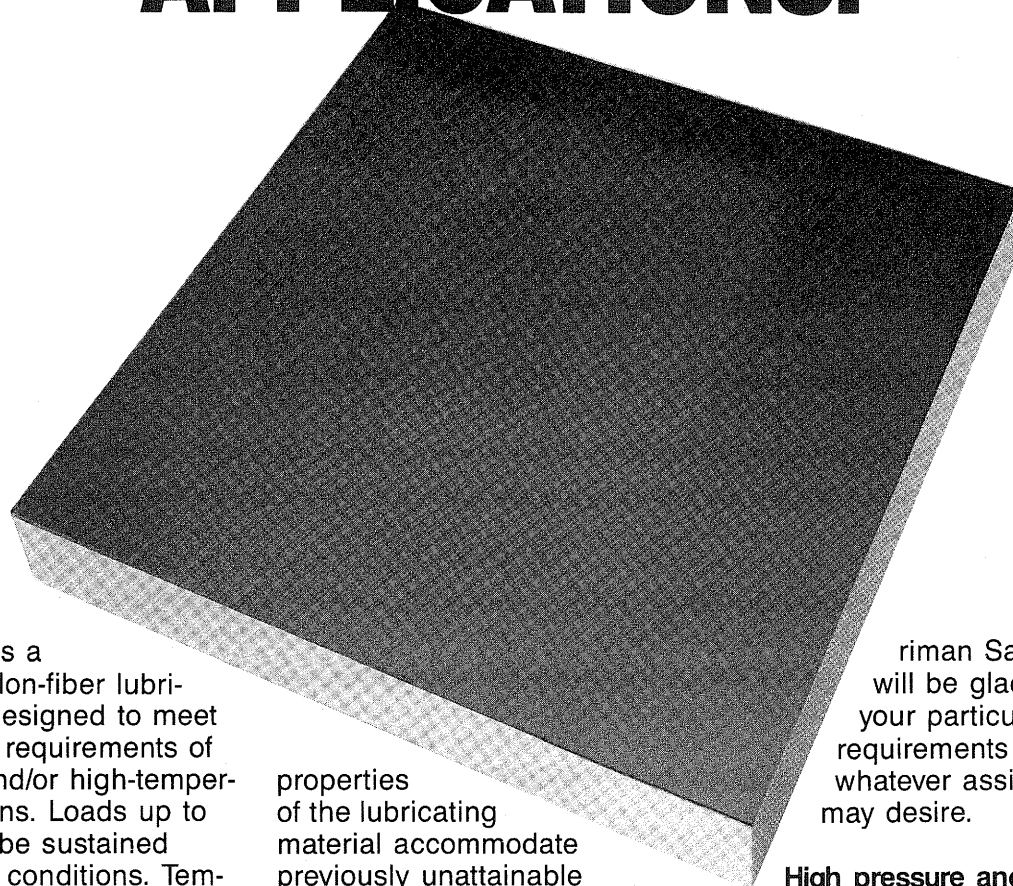 APPLICATIONS.
s a
lon-fiber lubri-
esigned to meet
requirements of
nd/or high-temper-
ns. Loads up to
be sustained
conditions. Tem-
properties
of the lubricating
material accommodate
previously unattainable
riman Sa
will be glad
your particu
requirements
whatever assi
may desire.
High pressure and